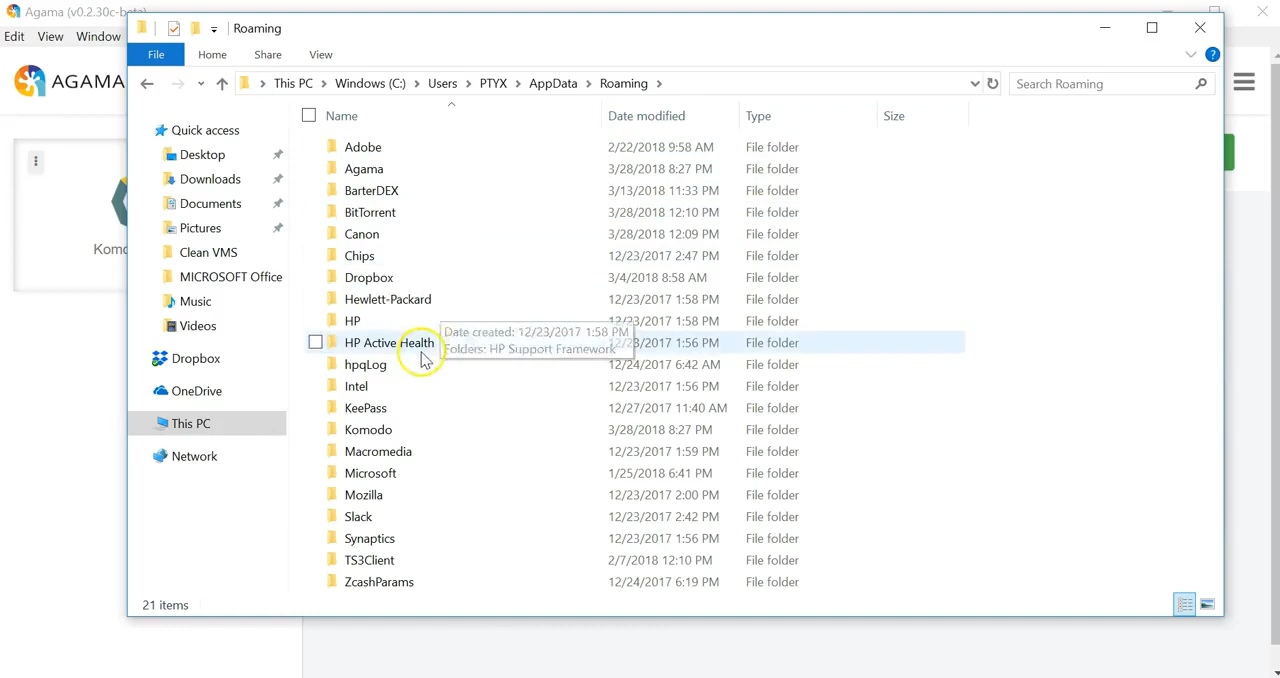 Agama (v0.2.30c-beta)
Edit View Window
AGAMA
Roaming
File Home Share View
This PC Windows (C:) Users PTYX AppData Roaming
Search Roaming
Name Date modified Type Size
Quick access
Desktop
Downloads
Documents
Pictures
Clean VMS
MICROSOFT Office
Music
Videos
Dropbox
OneDrive
This PC
Network
Adobe 2/22/2018 9:58 AM File folder
Agama 3/28/2018 8:27 PM File folder
BarterDEX 3/13/2018 11:33 PM File folder
BitTorrent 3/28/2018 12:10 PM File folder
Canon 3/28/2018 12:09 PM File folder
Chips 12/23/2017 2:47 PM File folder
Dropbox 3/4/2018 8:58 AM File folder
Hewlett-Packard 12/23/2017 1:58 PM File folder
HP 12/23/2017 1:58 PM File folder
HP Active Health 12/23/2017 1:56 PM File folder
Date created: 12/23/2017 1:58 PM
Folders: HP Support Framework
hpqLog 12/24/2017 6:42 AM File folder
Intel 12/23/2017 1:56 PM File folder
KeePass 12/27/2017 11:40 AM File folder
Komodo 3/28/2018 8:27 PM File folder
Macromedia 12/23/2017 1:59 PM File folder
Microsoft 1/25/2018 6:41 PM File folder
Mozilla 12/23/2017 2:00 PM File folder
Slack 12/23/2017 2:42 PM File folder
Synaptics 12/23/2017 1:56 PM File folder
TS3Client 2/7/2018 12:10 PM File folder
ZcashParams 12/24/2017 6:19 PM File folder
21 items
Komo